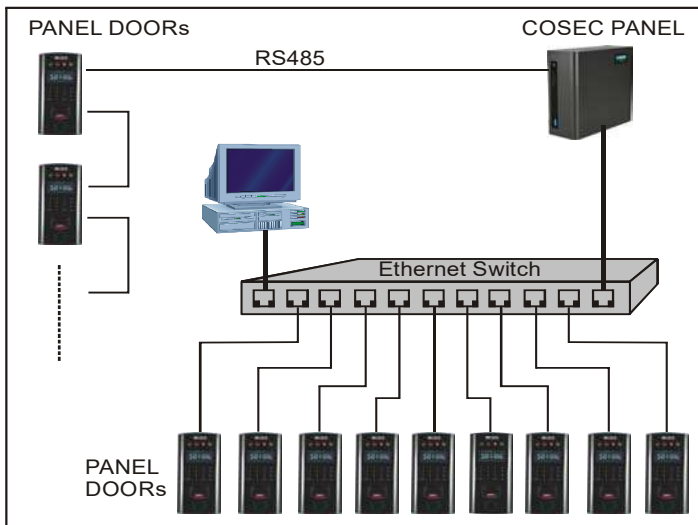 PANEL DOORs
COSEC PANEL
RS485
Ethernet Switch
PANEL
DOORs